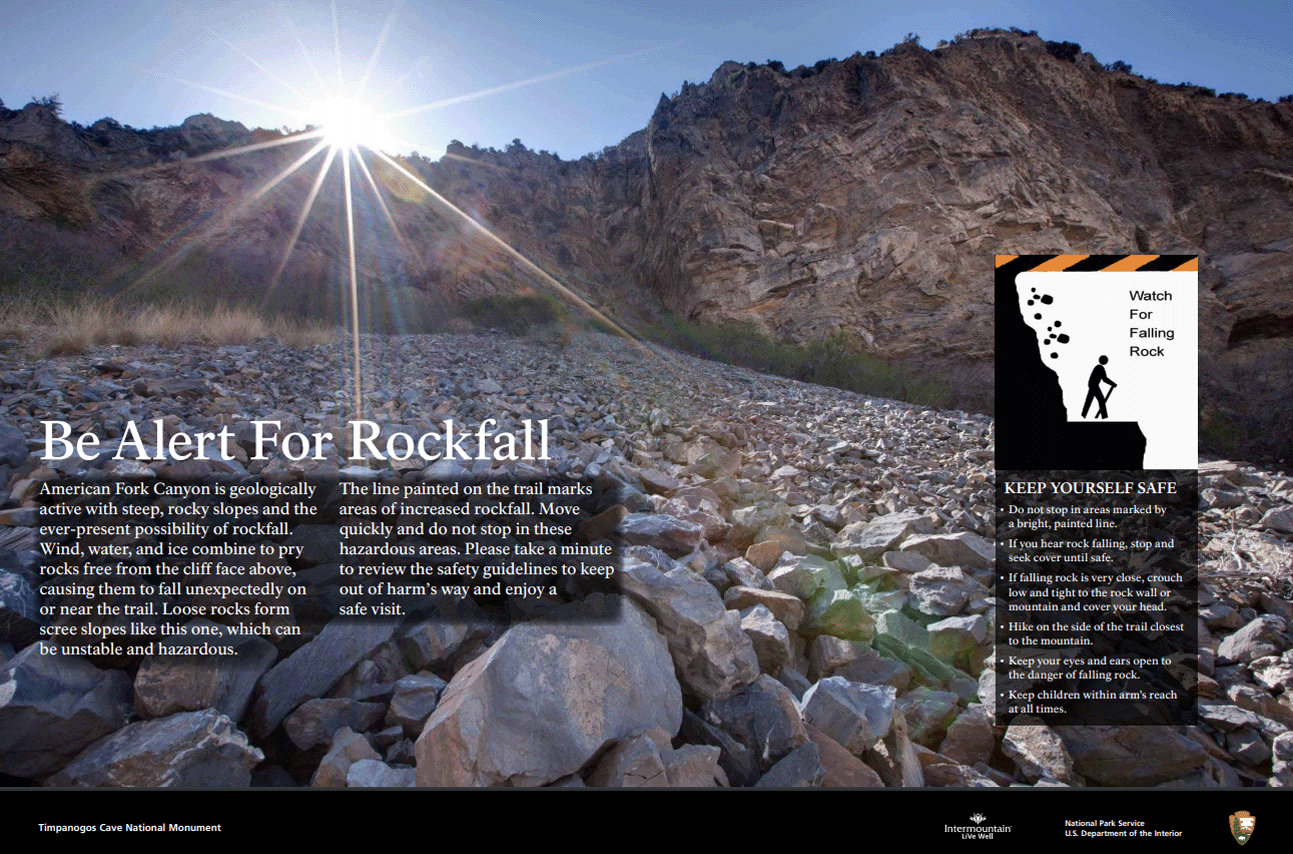 Be Alert For Rockfall
American Fork Canyon is geologically
active with steep, rocky slopes and the
ever-present possibility of rockfall.
Wind, water, and ice combine to pry
rocks free from the cliff face above,
causing them to fall unexpectedly on
or near the trail. Loose rocks form
scree slopes like this one, which can
be unstable and hazardous.
The line painted on the trail marks
areas of increased rockfall. Move
quickly and do not stop in these
hazardous areas. Please take a minute
to review the safety guidelines to keep
out of harm's way and enjoy a
safe visit.
Watch
For
Falling
Rock
KEEP YOURSELF SAFE
• Do not stop in areas marked by
a bright, painted line.
• If you hear rock falling, stop and
seek cover until safe.
• If falling rock is very close, crouch
low and tight to the rock wall or
mountain and cover your head.
• Hike on the side of the trail closest
to the mountain.
• Keep your eyes and ears open to
the danger of falling rock.
• Keep children within arm's reach
at all times.
Timpanogos Cave National Monument
Intermountain
LiVe Well
National Park Service
U.S. Department of the Interior